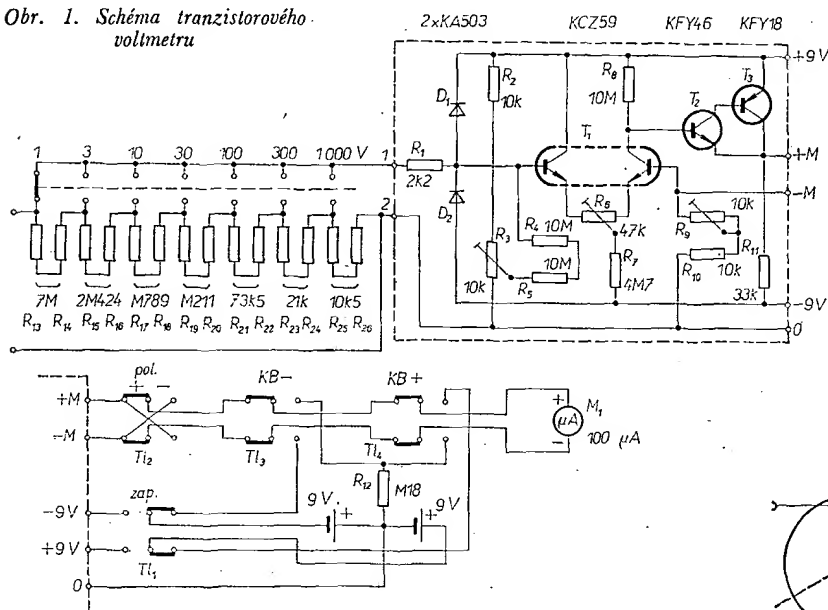 Obr. 1. Schéma tranzistorového
voltmetru
2xKA503 KCZ59 KFY46 KFY18
+9V
R2
10k
D1
R8
10M
T1
T2
T3
+M
-M
1 3 10 30 100 300 1000 V
1
R1
2k2
2
D2
R3
10k
R4
10M
10M
R5
R6
47k
R7
4M7
10k
R9
R10
10k
R11
33k
-9V
0
7M 2M424 M789 M211 73k5 21k 10k5
R13 R14 R15 R16 R17 R18 R19 R20 R21 R22 R23 R24 R25 R26
pol.
+ -
KB- KB+
+M
-M
Tl2 Tl3 Tl4
+
M1
µA
-
100 µA
R12
M18
zap.
9V
+
9V
+
-9V
+9V
Tl1
0